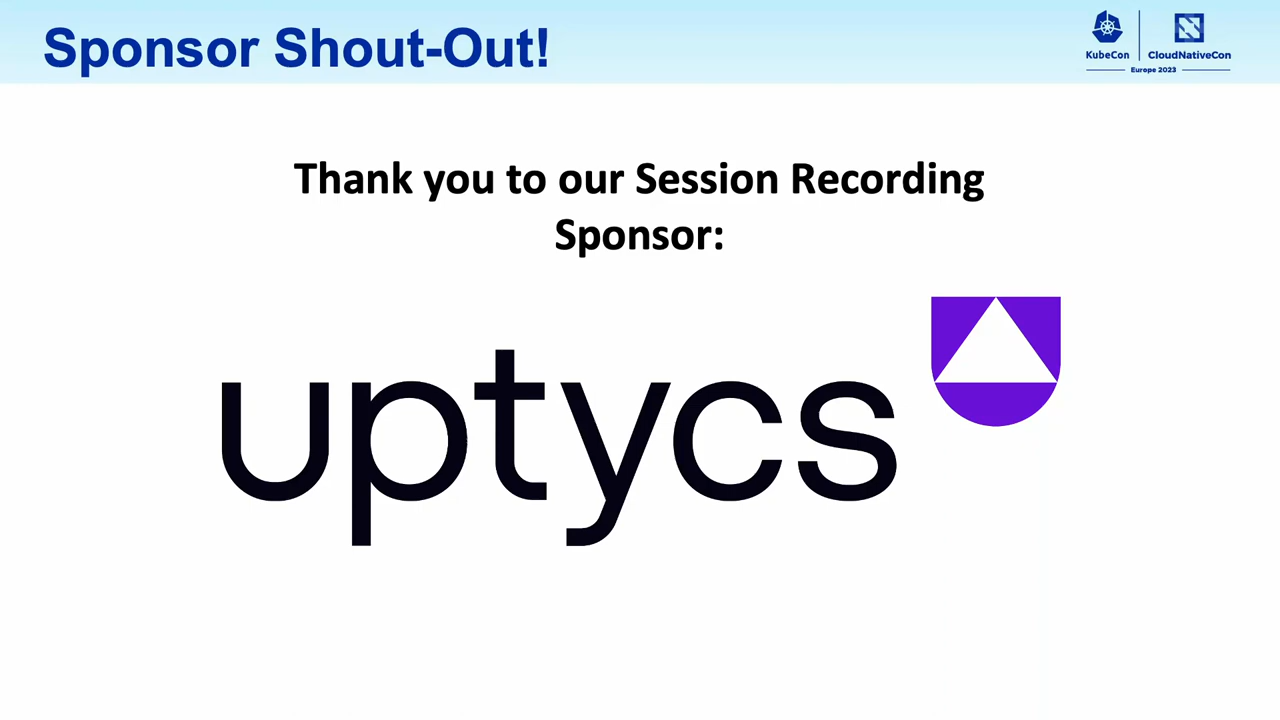 Sponsor Shout-Out!
KubeCon
CloudNativeCon
Europe 2023
Thank you to our Session Recording
Sponsor:
uptycs